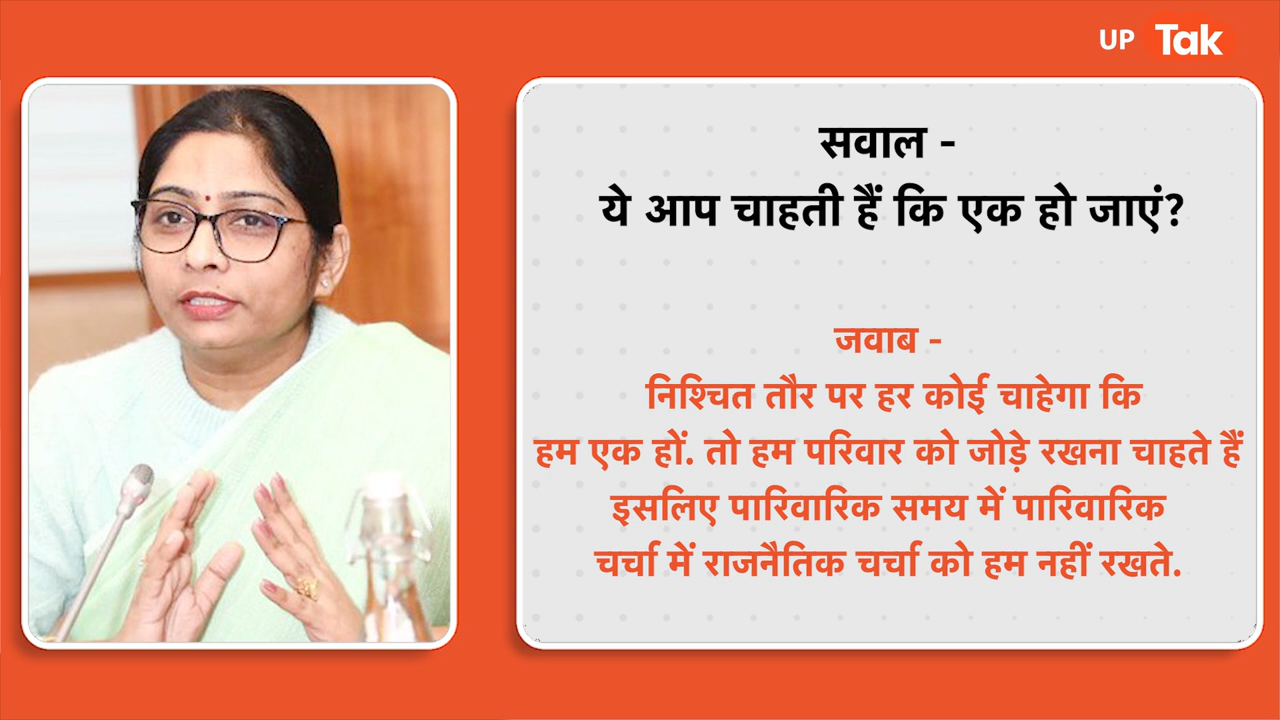 UP Tak
सवाल -
ये आप चाहती हैं कि एक हो जाएं?
जवाब -
निश्चित तौर पर हर कोई चाहेगा कि
हम एक हों. तो हम परिवार को जोड़े रखना चाहते हैं
इसलिए पारिवारिक समय में पारिवारिक
चर्चा में राजनैतिक चर्चा को हम नहीं रखते.